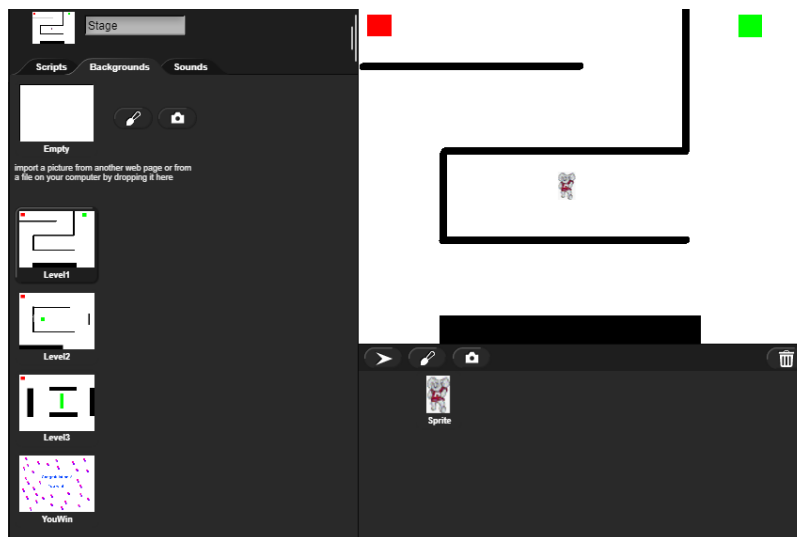 Stage
Scripts
Backgrounds
Sounds
Empty
import a picture from another web page or from
a file on your computer by dropping it here
Level1
Level2
Level3
YouWin
Sprite